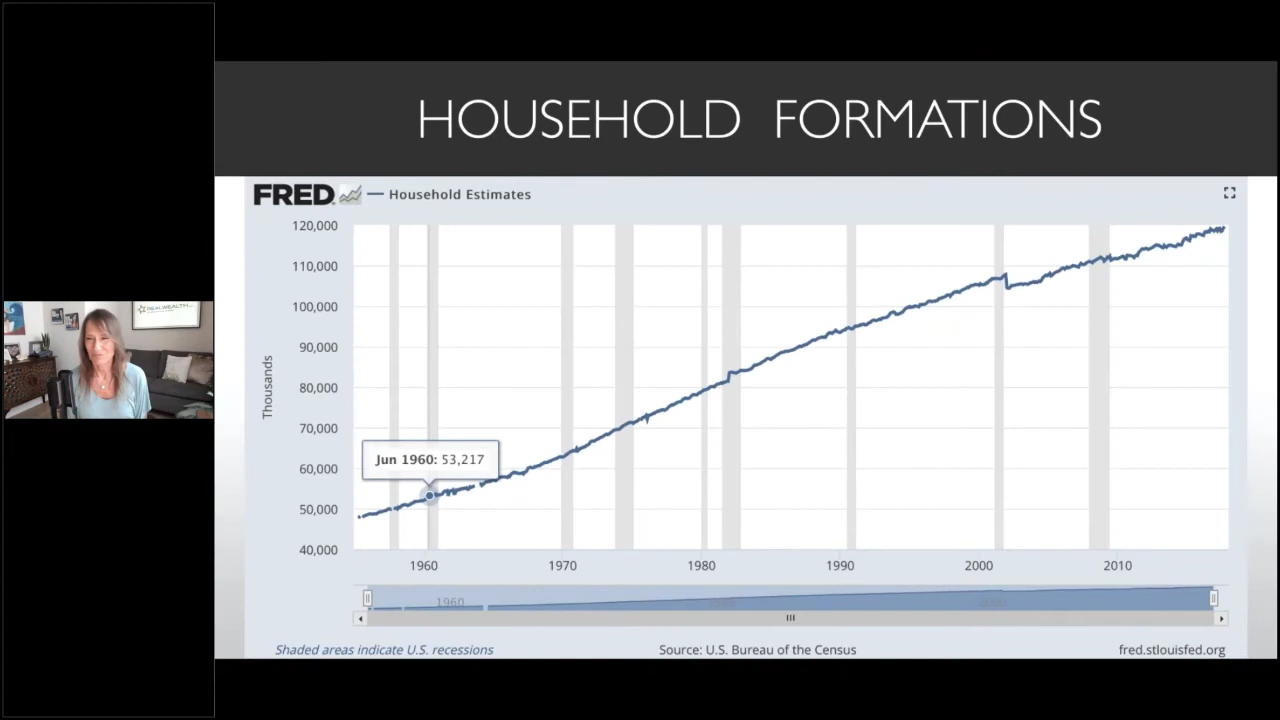 HOUSEHOLD FORMATIONS
FRED Household Estimates
120,000
110,000
100,000
90,000
80,000
70,000
60,000
50,000
40,000
Thousands
Jun 1960: 53,217
1960 1970 1980 1990 2000 2010
1960
Shaded areas indicate U.S. recessions Source: U.S. Bureau of the Census fred.stlouisfed.org